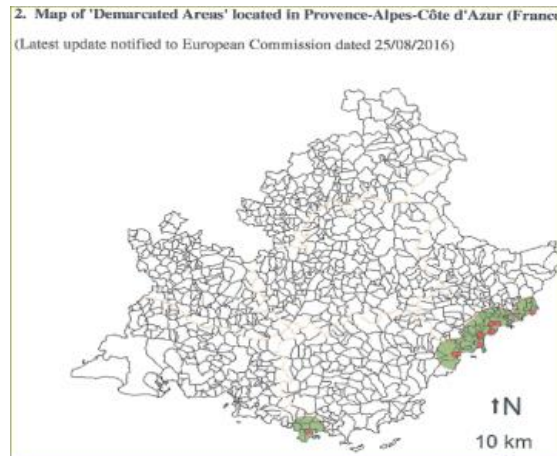 2. Map of 'Demarcated Areas' located in Provence-Alpes-Côte d'Azur (France
(Latest update notified to European Commission dated 25/08/2016)
↑N
10 km